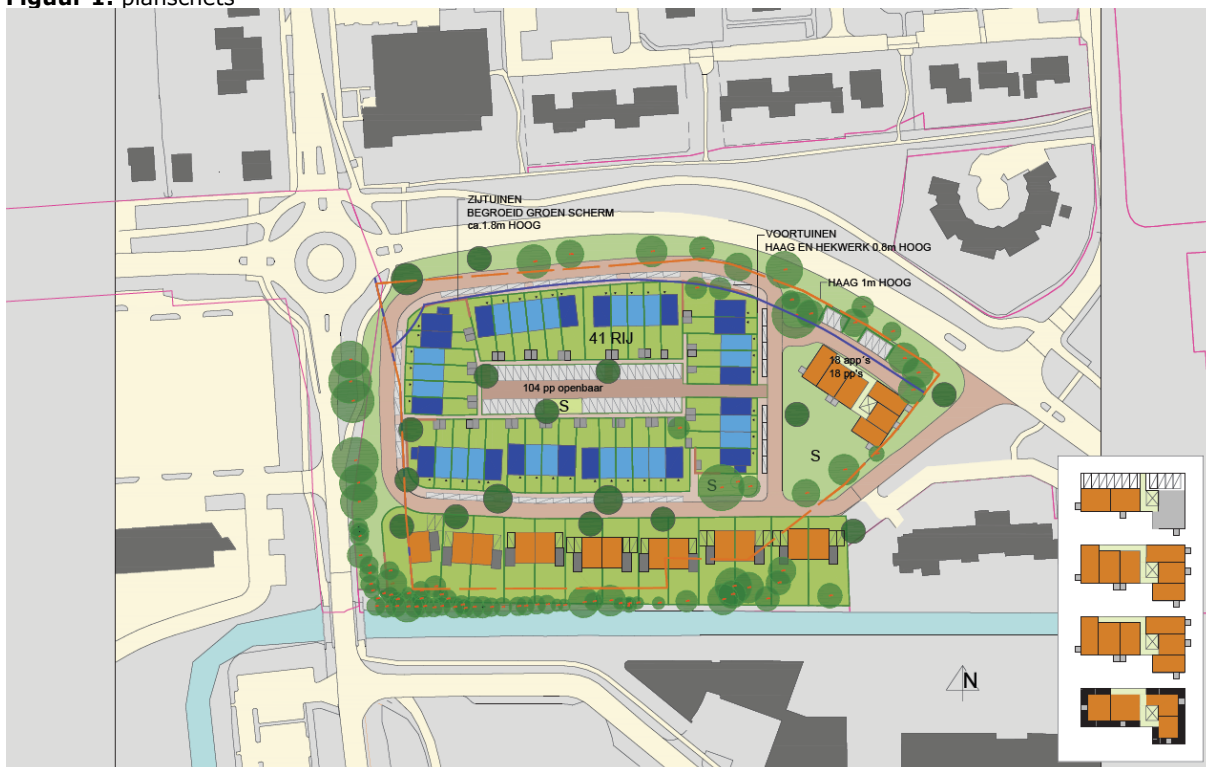 Figuur 1: planschets
ZIJTUINEN
BEGROEID GROEN SCHERM
ca.1.8m HOOG
VOORTUINEN
HAAG EN HEKWERK 0.8m HOOG
HAAG 1m HOOG
41 RIJ
18 app's
18 pp's
104 pp openbaar
S
S
S
N